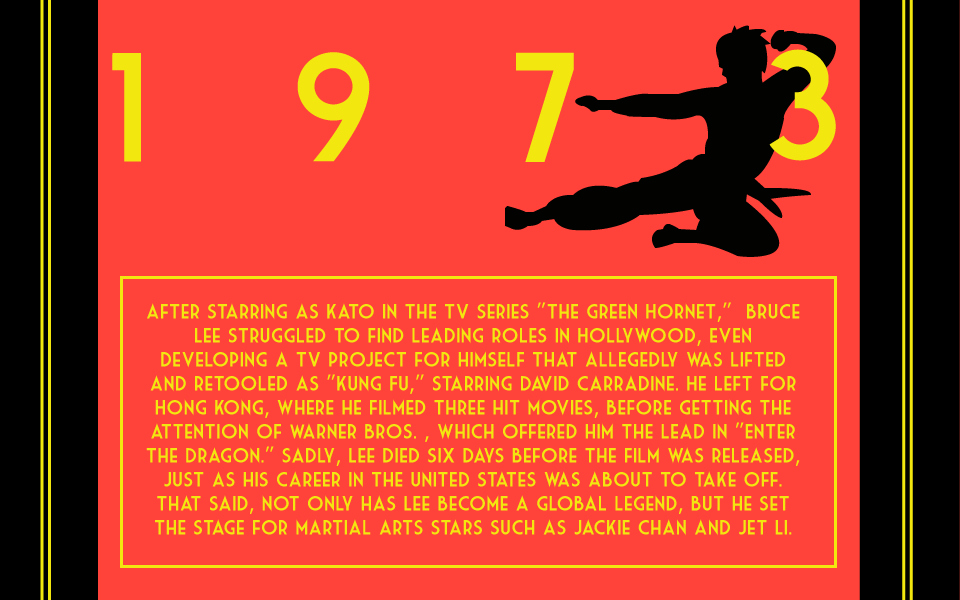 1973
AFTER STARRING AS KATO IN THE TV SERIES "THE GREEN HORNET,"  BRUCE
LEE STRUGGLED TO FIND LEADING ROLES IN HOLLYWOOD, EVEN
DEVELOPING A TV PROJECT FOR HIMSELF THAT ALLEGEDLY WAS LIFTED
AND RETOOLED AS "KUNG FU," STARRING DAVID CARRADINE. HE LEFT FOR
HONG KONG, WHERE HE FILMED THREE HIT MOVIES, BEFORE GETTING THE
ATTENTION OF WARNER BROS. , WHICH OFFERED HIM THE LEAD IN "ENTER
THE DRAGON." SADLY, LEE DIED SIX DAYS BEFORE THE FILM WAS RELEASED,
JUST AS HIS CAREER IN THE UNITED STATES WAS ABOUT TO TAKE OFF.
THAT SAID, NOT ONLY HAS LEE BECOME A GLOBAL LEGEND, BUT HE SET
THE STAGE FOR MARTIAL ARTS STARS SUCH AS JACKIE CHAN AND JET LI.